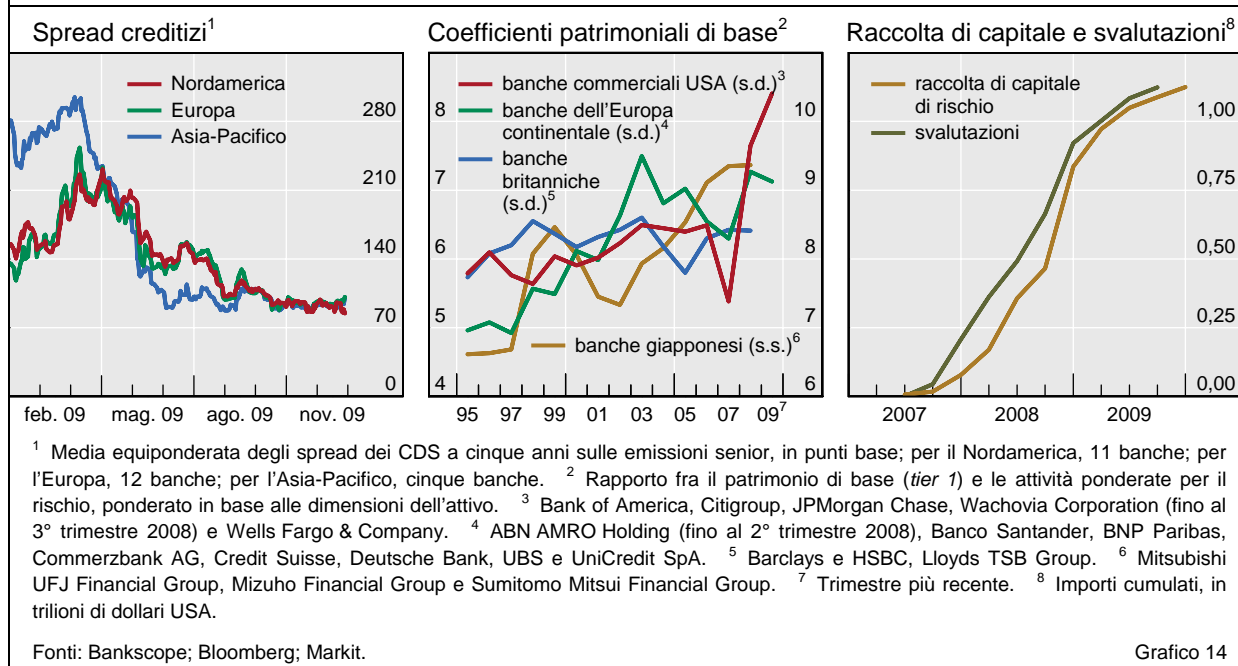 Spread creditizi1
Nordamerica
Europa
Asia-Pacifico
280
210
140
70
0
feb. 09 mag. 09 ago. 09 nov. 09
Coefficienti patrimoniali di base2
banche commerciali USA (s.d.)3
banche dell'Europa
continentale (s.d.)4
banche
britanniche
(s.d.)5
banche giapponesi (s.s.)6
8 10
7 9
6 8
5 7
4 6
95 97 99 01 03 05 07 097
Raccolta di capitale e svalutazioni8
raccolta di capitale
di rischio
svalutazioni
1,00
0,75
0,50
0,25
0,00
2007 2008 2009
1 Media equiponderata degli spread dei CDS a cinque anni sulle emissioni senior, in punti base; per il Nordamerica, 11 banche; per
l'Europa, 12 banche; per l'Asia-Pacifico, cinque banche. 2 Rapporto fra il patrimonio di base (tier 1) e le attività ponderate per il
rischio, ponderato in base alle dimensioni dell'attivo. 3 Bank of America, Citigroup, JPMorgan Chase, Wachovia Corporation (fino al
3° trimestre 2008) e Wells Fargo & Company. 4 ABN AMRO Holding (fino al 2° trimestre 2008), Banco Santander, BNP Paribas,
Commerzbank AG, Credit Suisse, Deutsche Bank, UBS e UniCredit SpA. 5 Barclays e HSBC, Lloyds TSB Group. 6 Mitsubishi
UFJ Financial Group, Mizuho Financial Group e Sumitomo Mitsui Financial Group. 7 Trimestre più recente. 8 Importi cumulati, in
trilioni di dollari USA.
Fonti: Bankscope; Bloomberg; Markit. Grafico 14